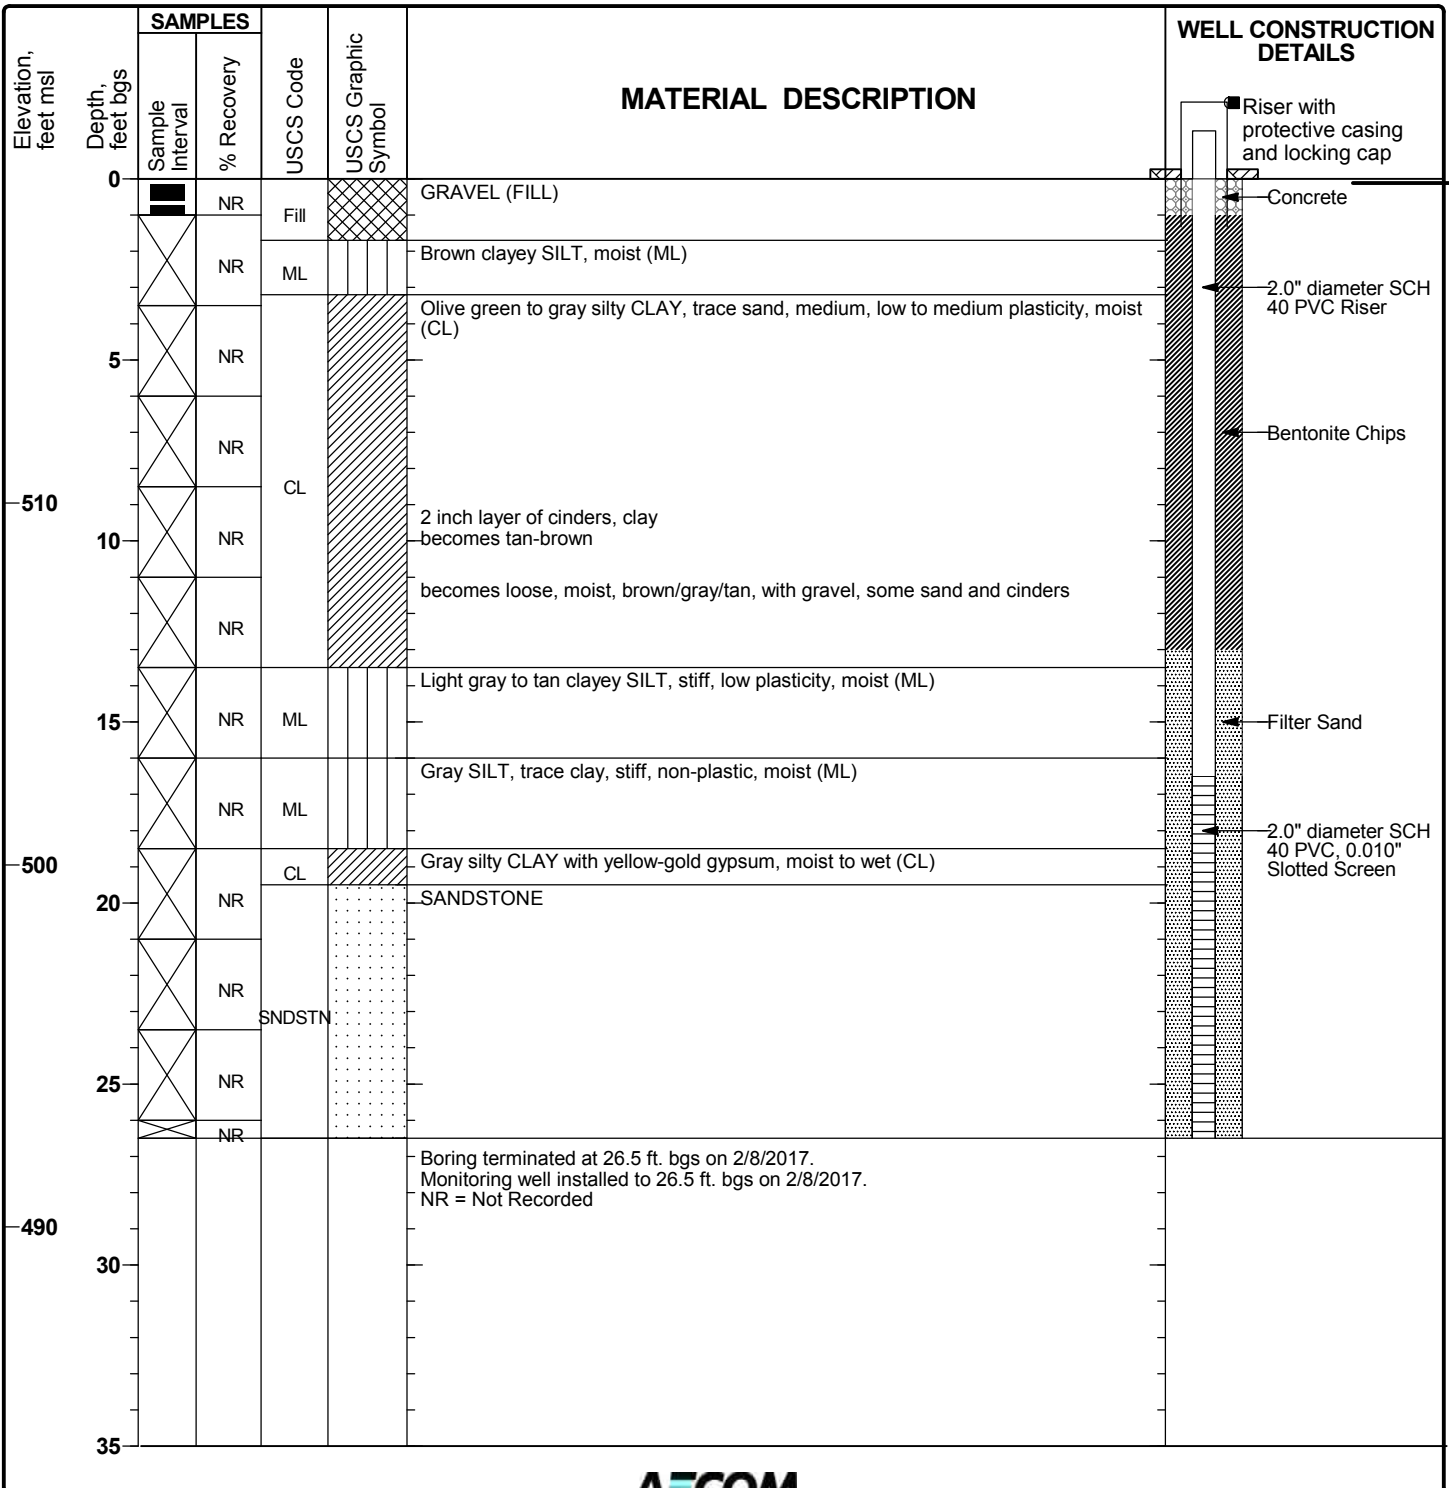 SAMPLES
Elevation,
feet msl
Depth,
feet bgs
Sample
Interval
% Recovery
USCS Code
USCS Graphic
Symbol
MATERIAL DESCRIPTION
WELL CONSTRUCTION
DETAILS
Riser with
protective casing
and locking cap
0
NR
Fill
GRAVEL (FILL)
Concrete
NR
ML
Brown clayey SILT, moist (ML)
2.0" diameter SCH
40 PVC Riser
Olive green to gray silty CLAY, trace sand, medium, low to medium plasticity, moist
(CL)
5
NR
NR
Bentonite Chips
CL
510
2 inch layer of cinders, clay
becomes tan-brown
10
NR
becomes loose, moist, brown/gray/tan, with gravel, some sand and cinders
NR
Light gray to tan clayey SILT, stiff, low plasticity, moist (ML)
15
NR
ML
Filter Sand
Gray SILT, trace clay, stiff, non-plastic, moist (ML)
NR
ML
2.0" diameter SCH
40 PVC, 0.010"
Slotted Screen
500
CL
Gray silty CLAY with yellow-gold gypsum, moist to wet (CL)
20
NR
SANDSTONE
NR
SNDSTN
25
NR
NR
Boring terminated at 26.5 ft. bgs on 2/8/2017.
Monitoring well installed to 26.5 ft. bgs on 2/8/2017.
NR = Not Recorded
490
30
35
AECOM